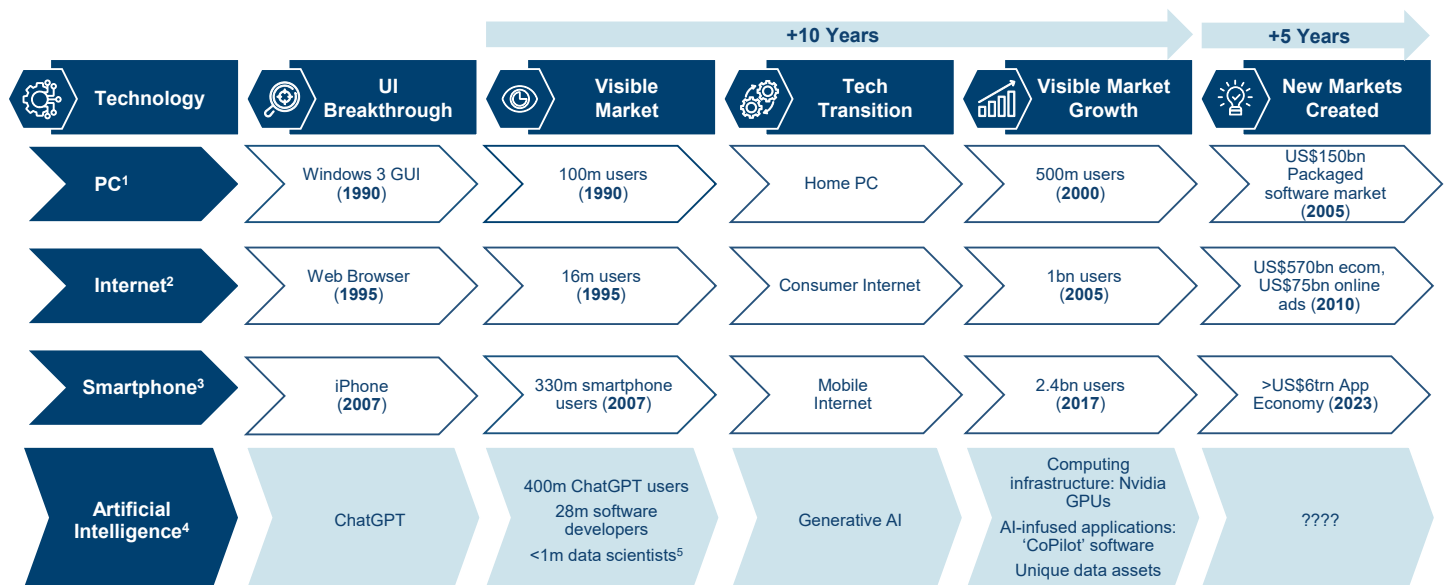 +10 Years
+5 Years
Technology
UI
Breakthrough
Visible
Market
Tech
Transition
Visible Market
Growth
New Markets
Created
PC¹
Windows 3 GUI
(1990)
100m users
(1990)
Home PC
500m users
(2000)
US$150bn
Packaged
software market
(2005)
Internet²
Web Browser
(1995)
16m users
(1995)
Consumer Internet
1bn users
(2005)
US$570bn ecom,
US$75bn online
ads (2010)
Smartphone³
iPhone
(2007)
330m smartphone
users (2007)
Mobile
Internet
2.4bn users
(2017)
>US$6trn App
Economy (2023)
Artificial
Intelligence⁴
ChatGPT
400m ChatGPT users
28m software
developers
<1m data scientists⁵
Generative AI
Computing
infrastructure: Nvidia
GPUs
AI-infused applications:
‘CoPilot’ software
Unique data assets
????